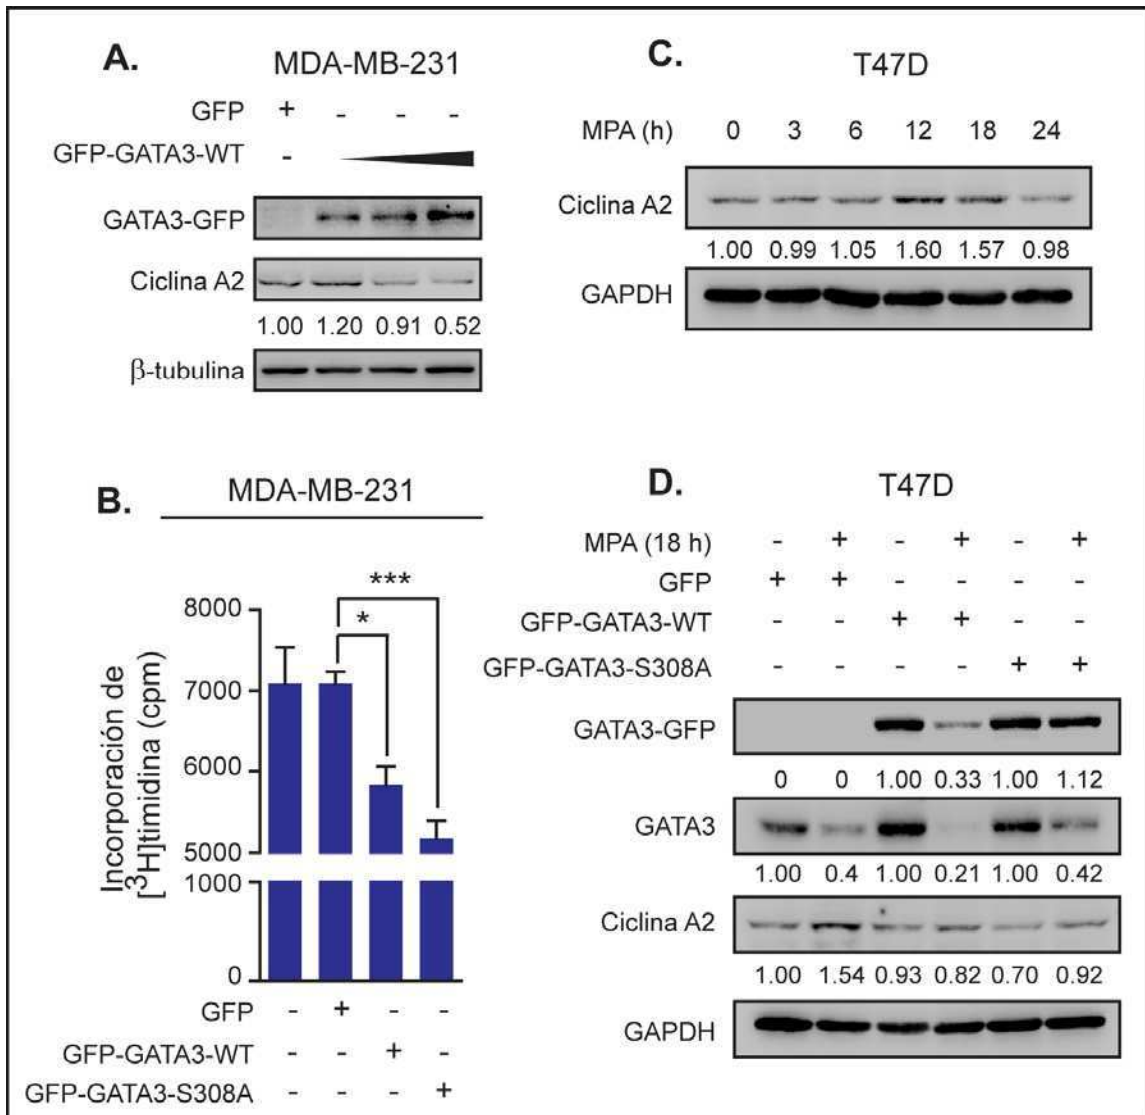 A.
MDA-MB-231
GFP + - - -
GFP-GATA3-WT -
GATA3-GFP
Ciclina A2
1.00 1.20 0.91 0.52
β-tubulina
B.
MDA-MB-231
***
*
Incorporación de
[³H]timidina (cpm)
8000
7000
6000
5000
1000
0
GFP - + - -
GFP-GATA3-WT - - + -
GFP-GATA3-S308A - - - +
C.
T47D
MPA (h) 0 3 6 12 18 24
Ciclina A2
1.00 0.99 1.05 1.60 1.57 0.98
GAPDH
D.
T47D
MPA (18 h) - + - + - +
GFP + + - - - -
GFP-GATA3-WT - - + + - -
GFP-GATA3-S308A - - - - + +
GATA3-GFP
0 0 1.00 0.33 1.00 1.12
GATA3
1.00 0.4 1.00 0.21 1.00 0.42
Ciclina A2
1.00 1.54 0.93 0.82 0.70 0.92
GAPDH